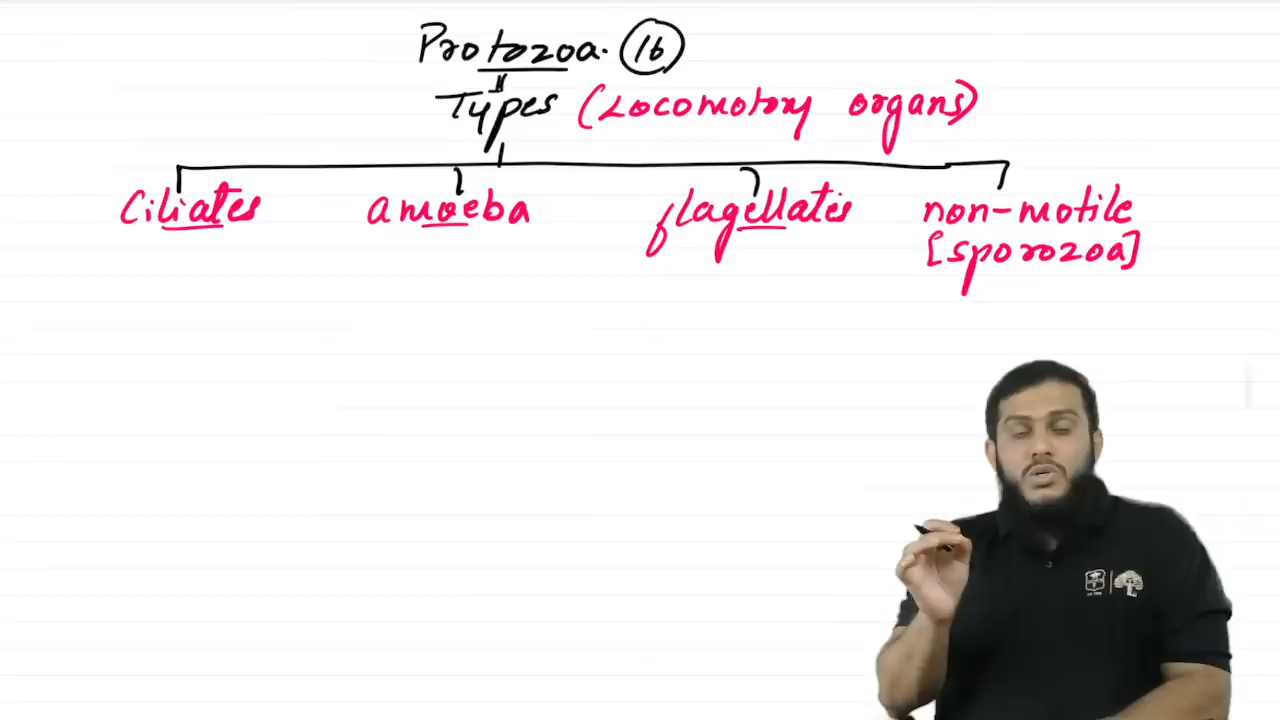 Protozoa. 16
Types (Locomotory organs)
Ciliates amoeba flagellates non-motile
[sporozoa]